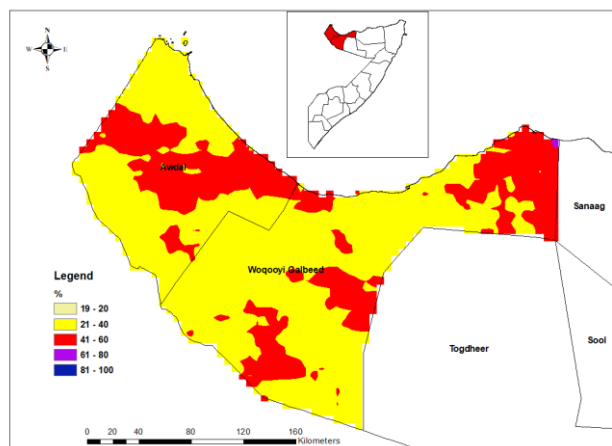 N
W E
S
Awdal
Sanaag
Woqooyi Galbeed
Togdheer
Sool
Legend
%
19 - 20
21 - 40
41 - 60
61 - 80
81 - 100
0 20 40 80 120 160
Kilometers